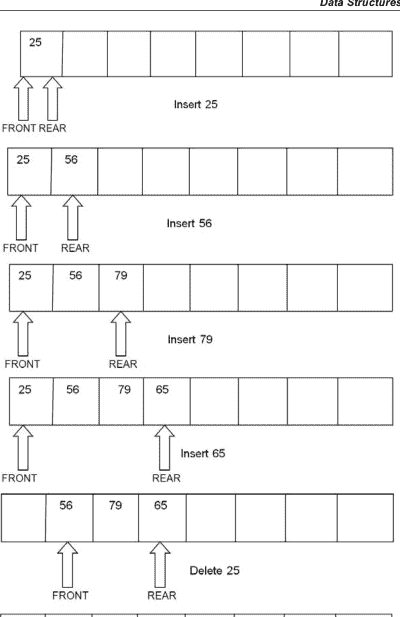 Data Structures
25
Insert 25
FRONT REAR
25 56
Insert 56
FRONT REAR
25 56 79
Insert 79
FRONT REAR
25 56 79 65
Insert 65
FRONT REAR
56 79 65
Delete 25
FRONT REAR